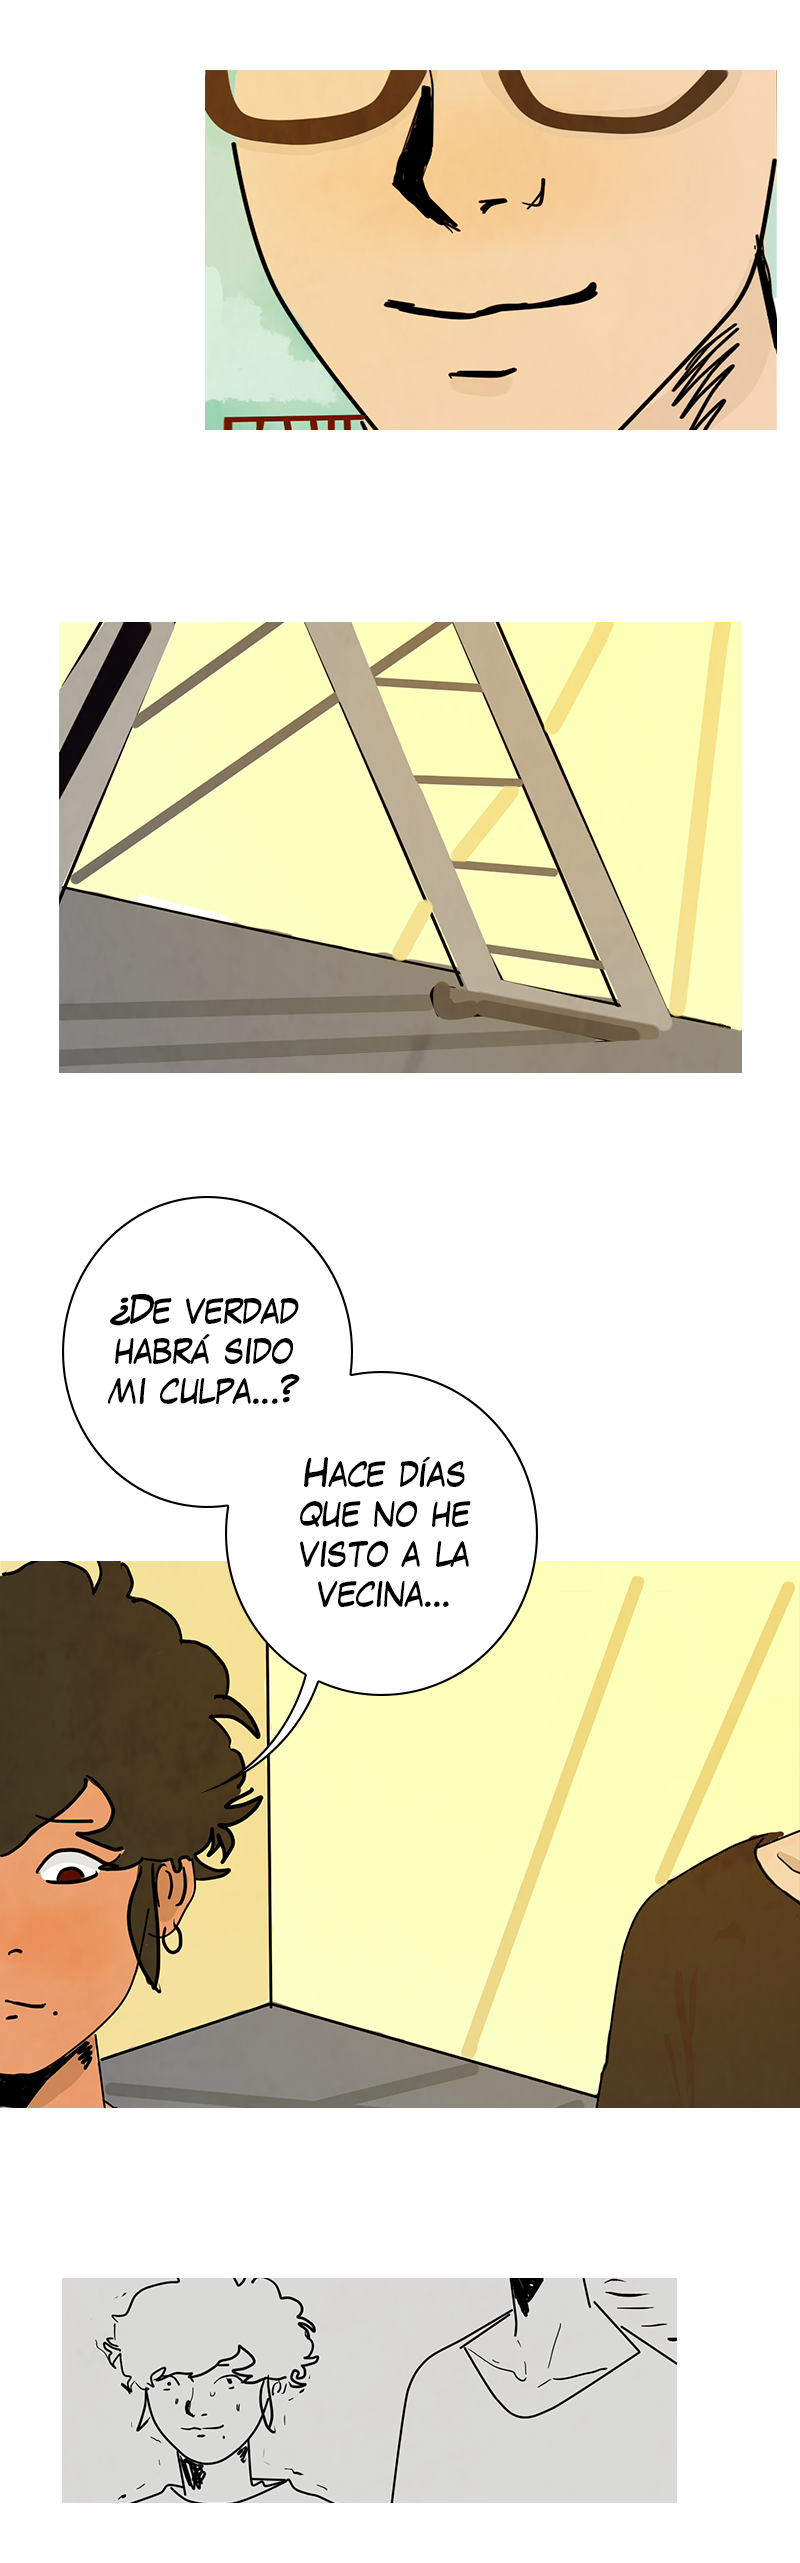 ¿De verdad
habrá sido
mi culpa...?
Hace días
que no he
visto a la
vecina...